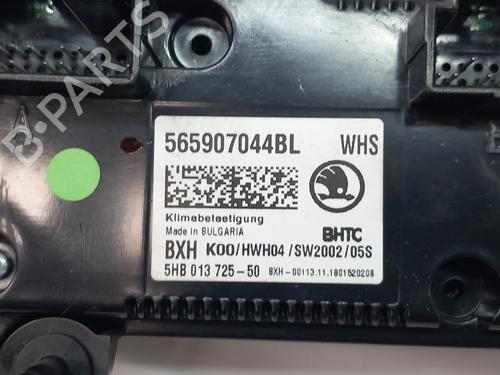 565907044BL WHS
Klimabetaetigung
Made in BULGARIA
BHTC
BXH K00/HWH04/SW2002/05S
5HB 013 725-50 BXH-00113.11.1801520208
B-PARTS